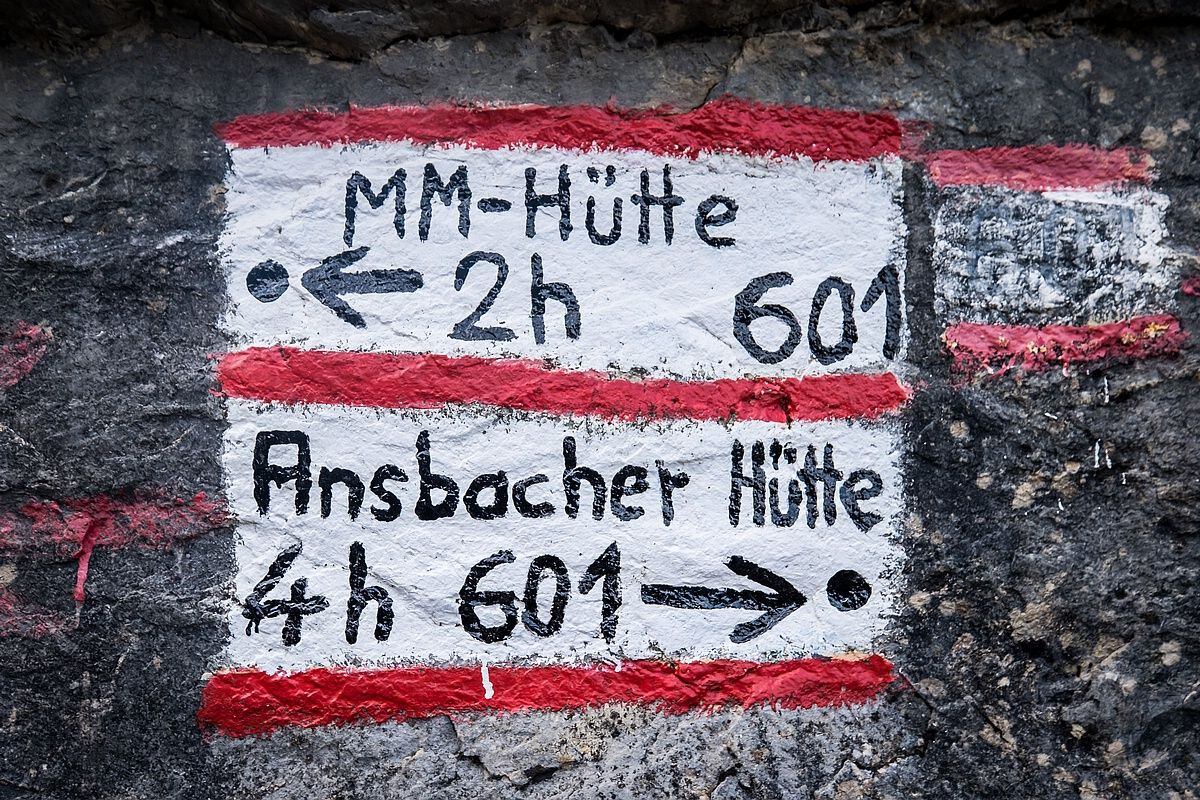 MM-Hütte
2h 601
Ansbacher Hütte
4h 601